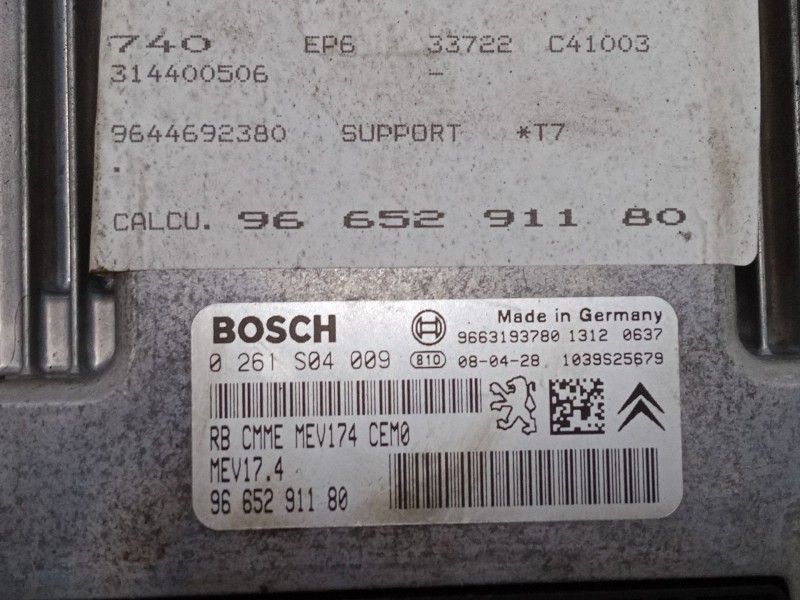 740 EP6 33722 C41003
314400506 -
9644692380 SUPPORT *T7
.
CALCU. 96 652 911 80
BOSCH Made in Germany
9663193780 1312 0637
0 261 S04 009 810 08-04-28 1039S25679
RB CMME MEV174 CEM0
MEV17.4
96 652 911 80